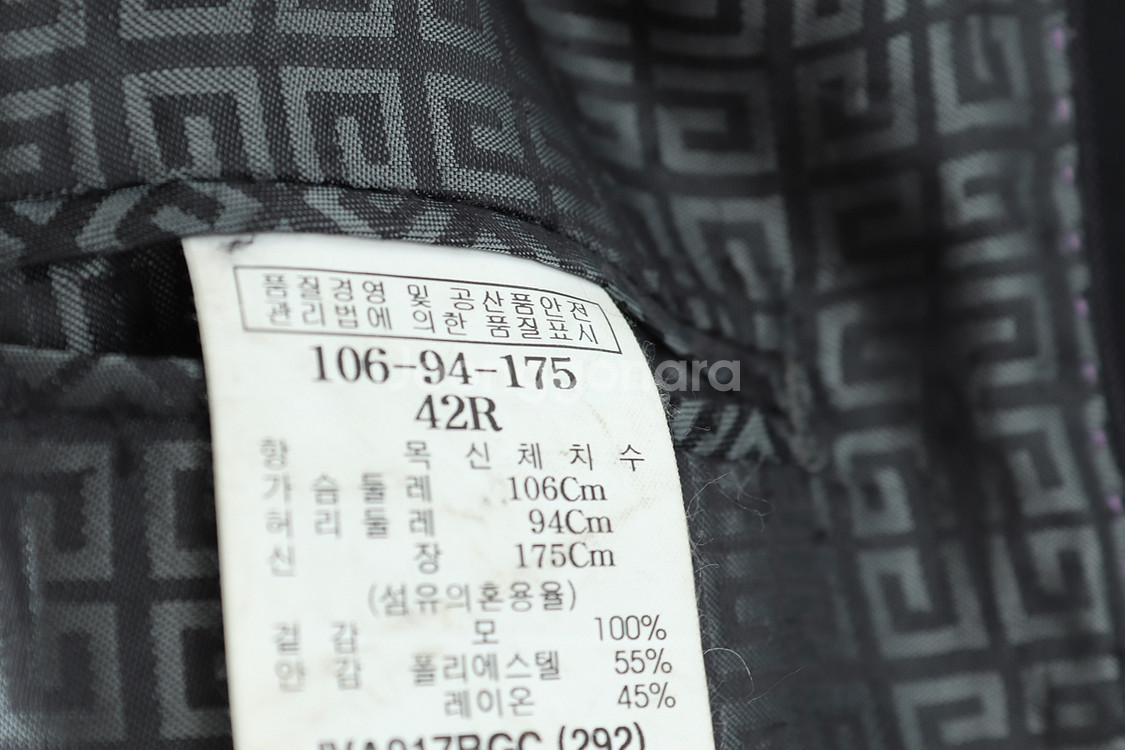 품질경영 및 공산품안전
관리법에 의한 품질표시
106-94-175
42R
항 목 신체치수
가슴둘레 106Cm
허리둘레 94Cm
신 장 175Cm
(섬유의혼용율)
겉감 모 100%
안감 폴리에스텔 55%
레이온 45%
(292)